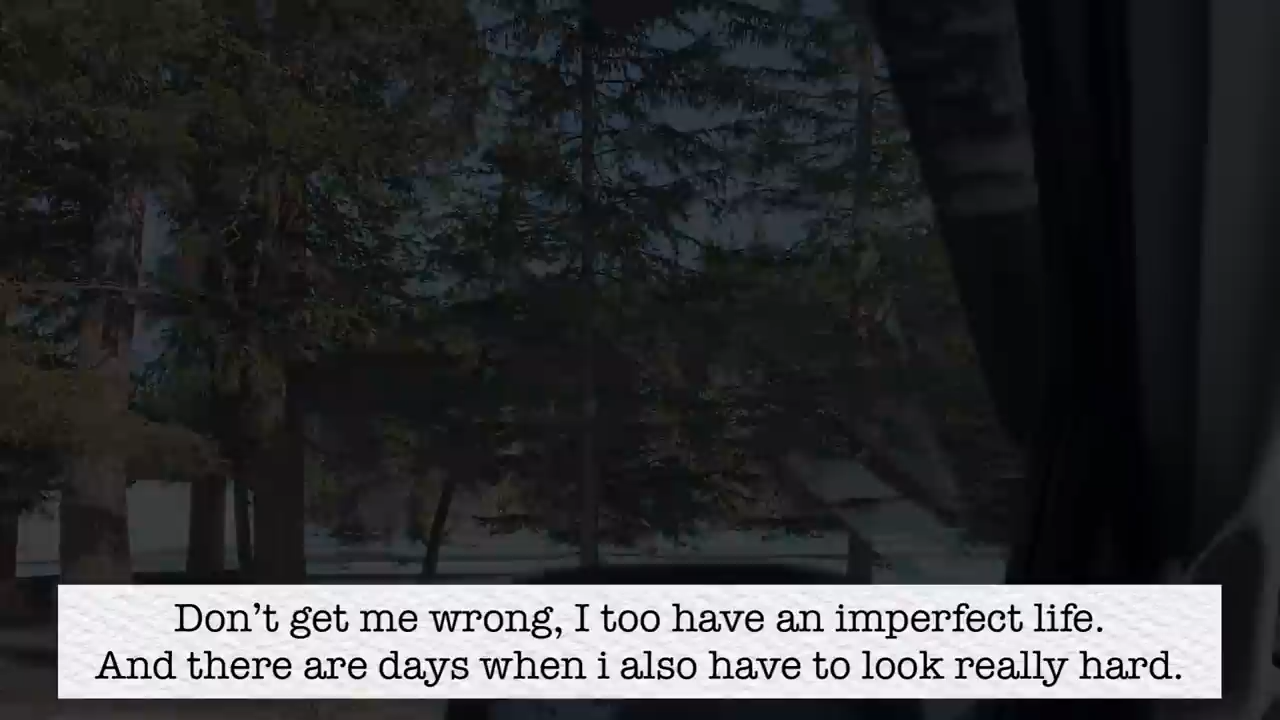 Don’t get me wrong, I too have an imperfect life.
And there are days when i also have to look really hard.